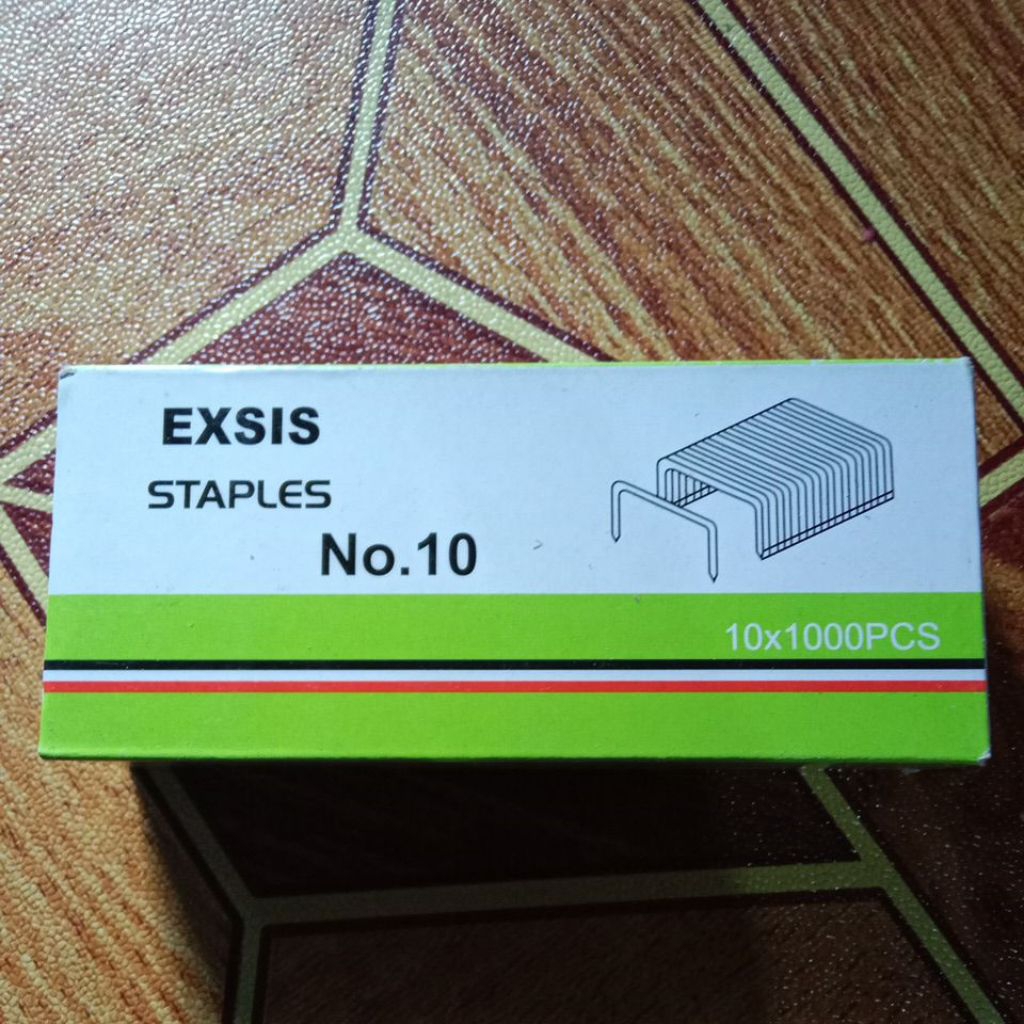 EXSIS
STAPLES
No.10
10x1000PCS